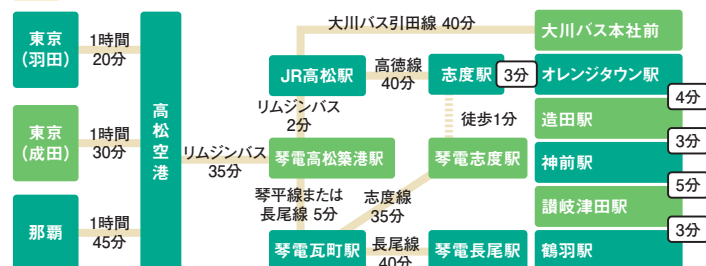 大川バス引田線 40分
大川バス本社前
東京
(羽田)
1時間
20分
JR高松駅
高徳線
40分
志度駅
3分
オレンジタウン駅
4分
リムジンバス
2分
徒歩1分
造田駅
3分
高松空港
東京
(成田)
1時間
30分
リムジンバス
35分
琴電高松築港駅
琴電志度駅
神前駅
5分
琴平線または
長尾線 5分
志度線
35分
讃岐津田駅
3分
那覇
1時間
45分
琴電瓦町駅
長尾線
40分
琴電長尾駅
鶴羽駅